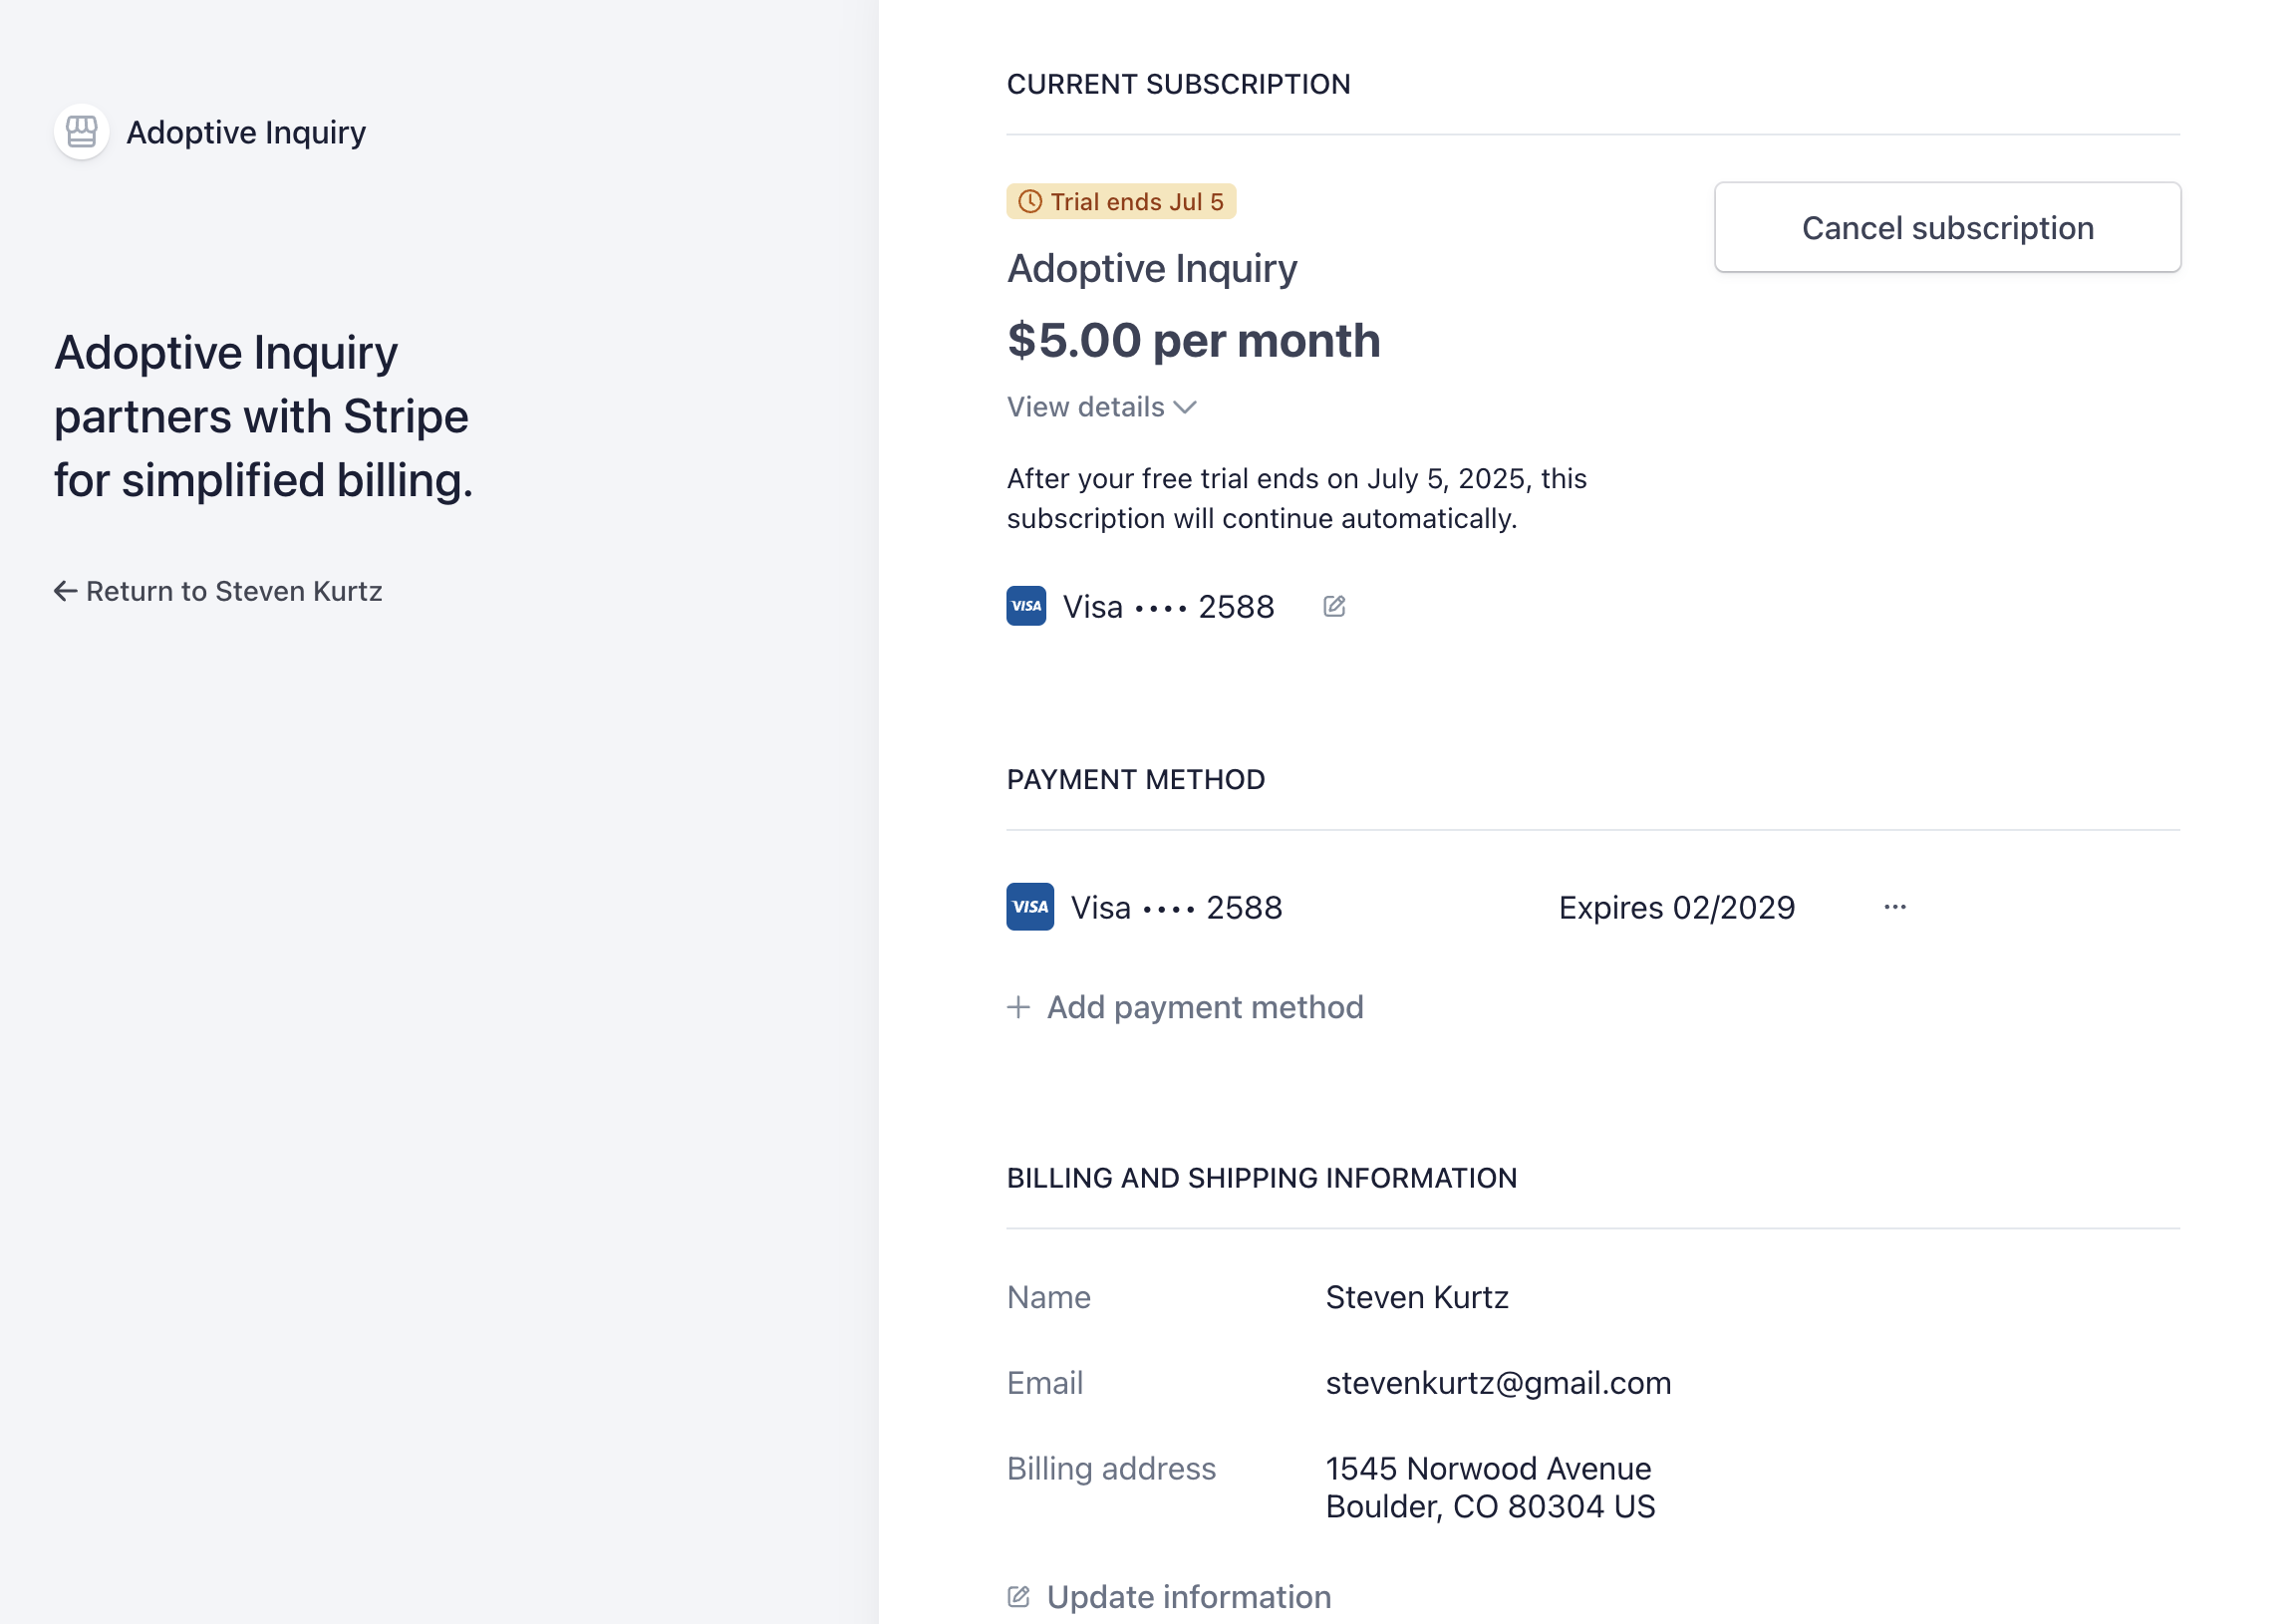 Adoptive Inquiry
Adoptive Inquiry
partners with Stripe
for simplified billing.
← Return to Steven Kurtz
CURRENT SUBSCRIPTION
Trial ends Jul 5
Cancel subscription
Adoptive Inquiry
$5.00 per month
View details
After your free trial ends on July 5, 2025, this
subscription will continue automatically.
VISA Visa •••• 2588
PAYMENT METHOD
VISA Visa •••• 2588 Expires 02/2029 ···
+ Add payment method
BILLING AND SHIPPING INFORMATION
Name Steven Kurtz
Email stevenkurtz@gmail.com
Billing address 1545 Norwood Avenue
Boulder, CO 80304 US
Update information